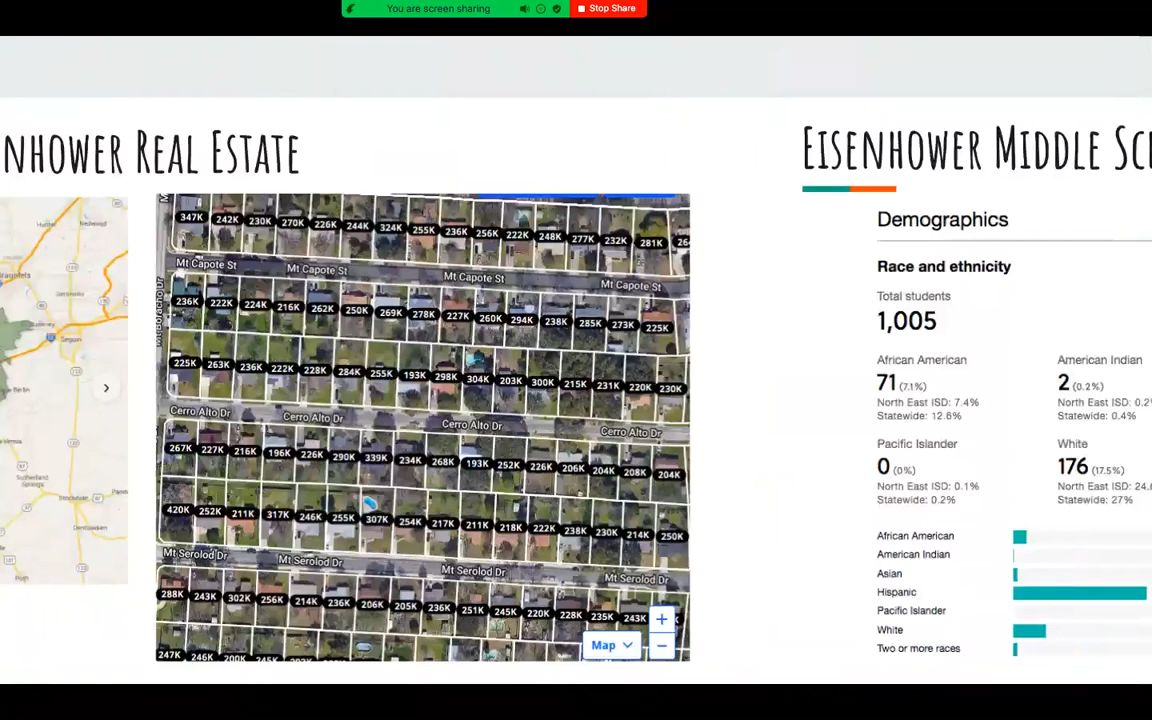 You are screen sharing
Stop Share
NHOWER REAL ESTATE
EISENHOWER MIDDLE SC
Seguin
347K 242K 230K 270K 226K 244K 324K 255K 236K 256K 222K 248K 277K 232K 281K 264
Mt Capote St Mt Capote St Mt Capote St Mt Capote St
236K 222K 224K 216K 262K 250K 269K 278K 227K 260K 294K 238K 285K 273K 225K
Mt Boracho Dr
225K 263K 236K 222K 228K 284K 255K 193K 298K 304K 203K 300K 215K 231K 220K 230K
Cerro Alto Dr Cerro Alto Dr Cerro Alto Dr Cerro Alto Dr
267K 227K 216K 196K 226K 290K 339K 234K 268K 193K 252K 226K 206K 204K 208K 204K
420K 252K 211K 317K 246K 255K 307K 254K 217K 211K 218K 222K 238K 230K 214K 250K
Mt Serolod Dr Mt Serolod Dr Mt Serolod Dr Mt Serolod Dr
288K 243K 302K 256K 214K 236K 206K 205K 236K 251K 245K 220K 228K 235K 243K
247K 246K 200K 245K
Map
Demographics
Race and ethnicity
Total students
1,005
African American
71 (7.1%)
North East ISD: 7.4%
Statewide: 12.6%
American Indian
2 (0.2%)
North East ISD: 0.2
Statewide: 0.4%
Pacific Islander
0 (0%)
North East ISD: 0.1%
Statewide: 0.2%
White
176 (17.5%)
North East ISD: 24.
Statewide: 27%
African American
American Indian
Asian
Hispanic
Pacific Islander
White
Two or more races